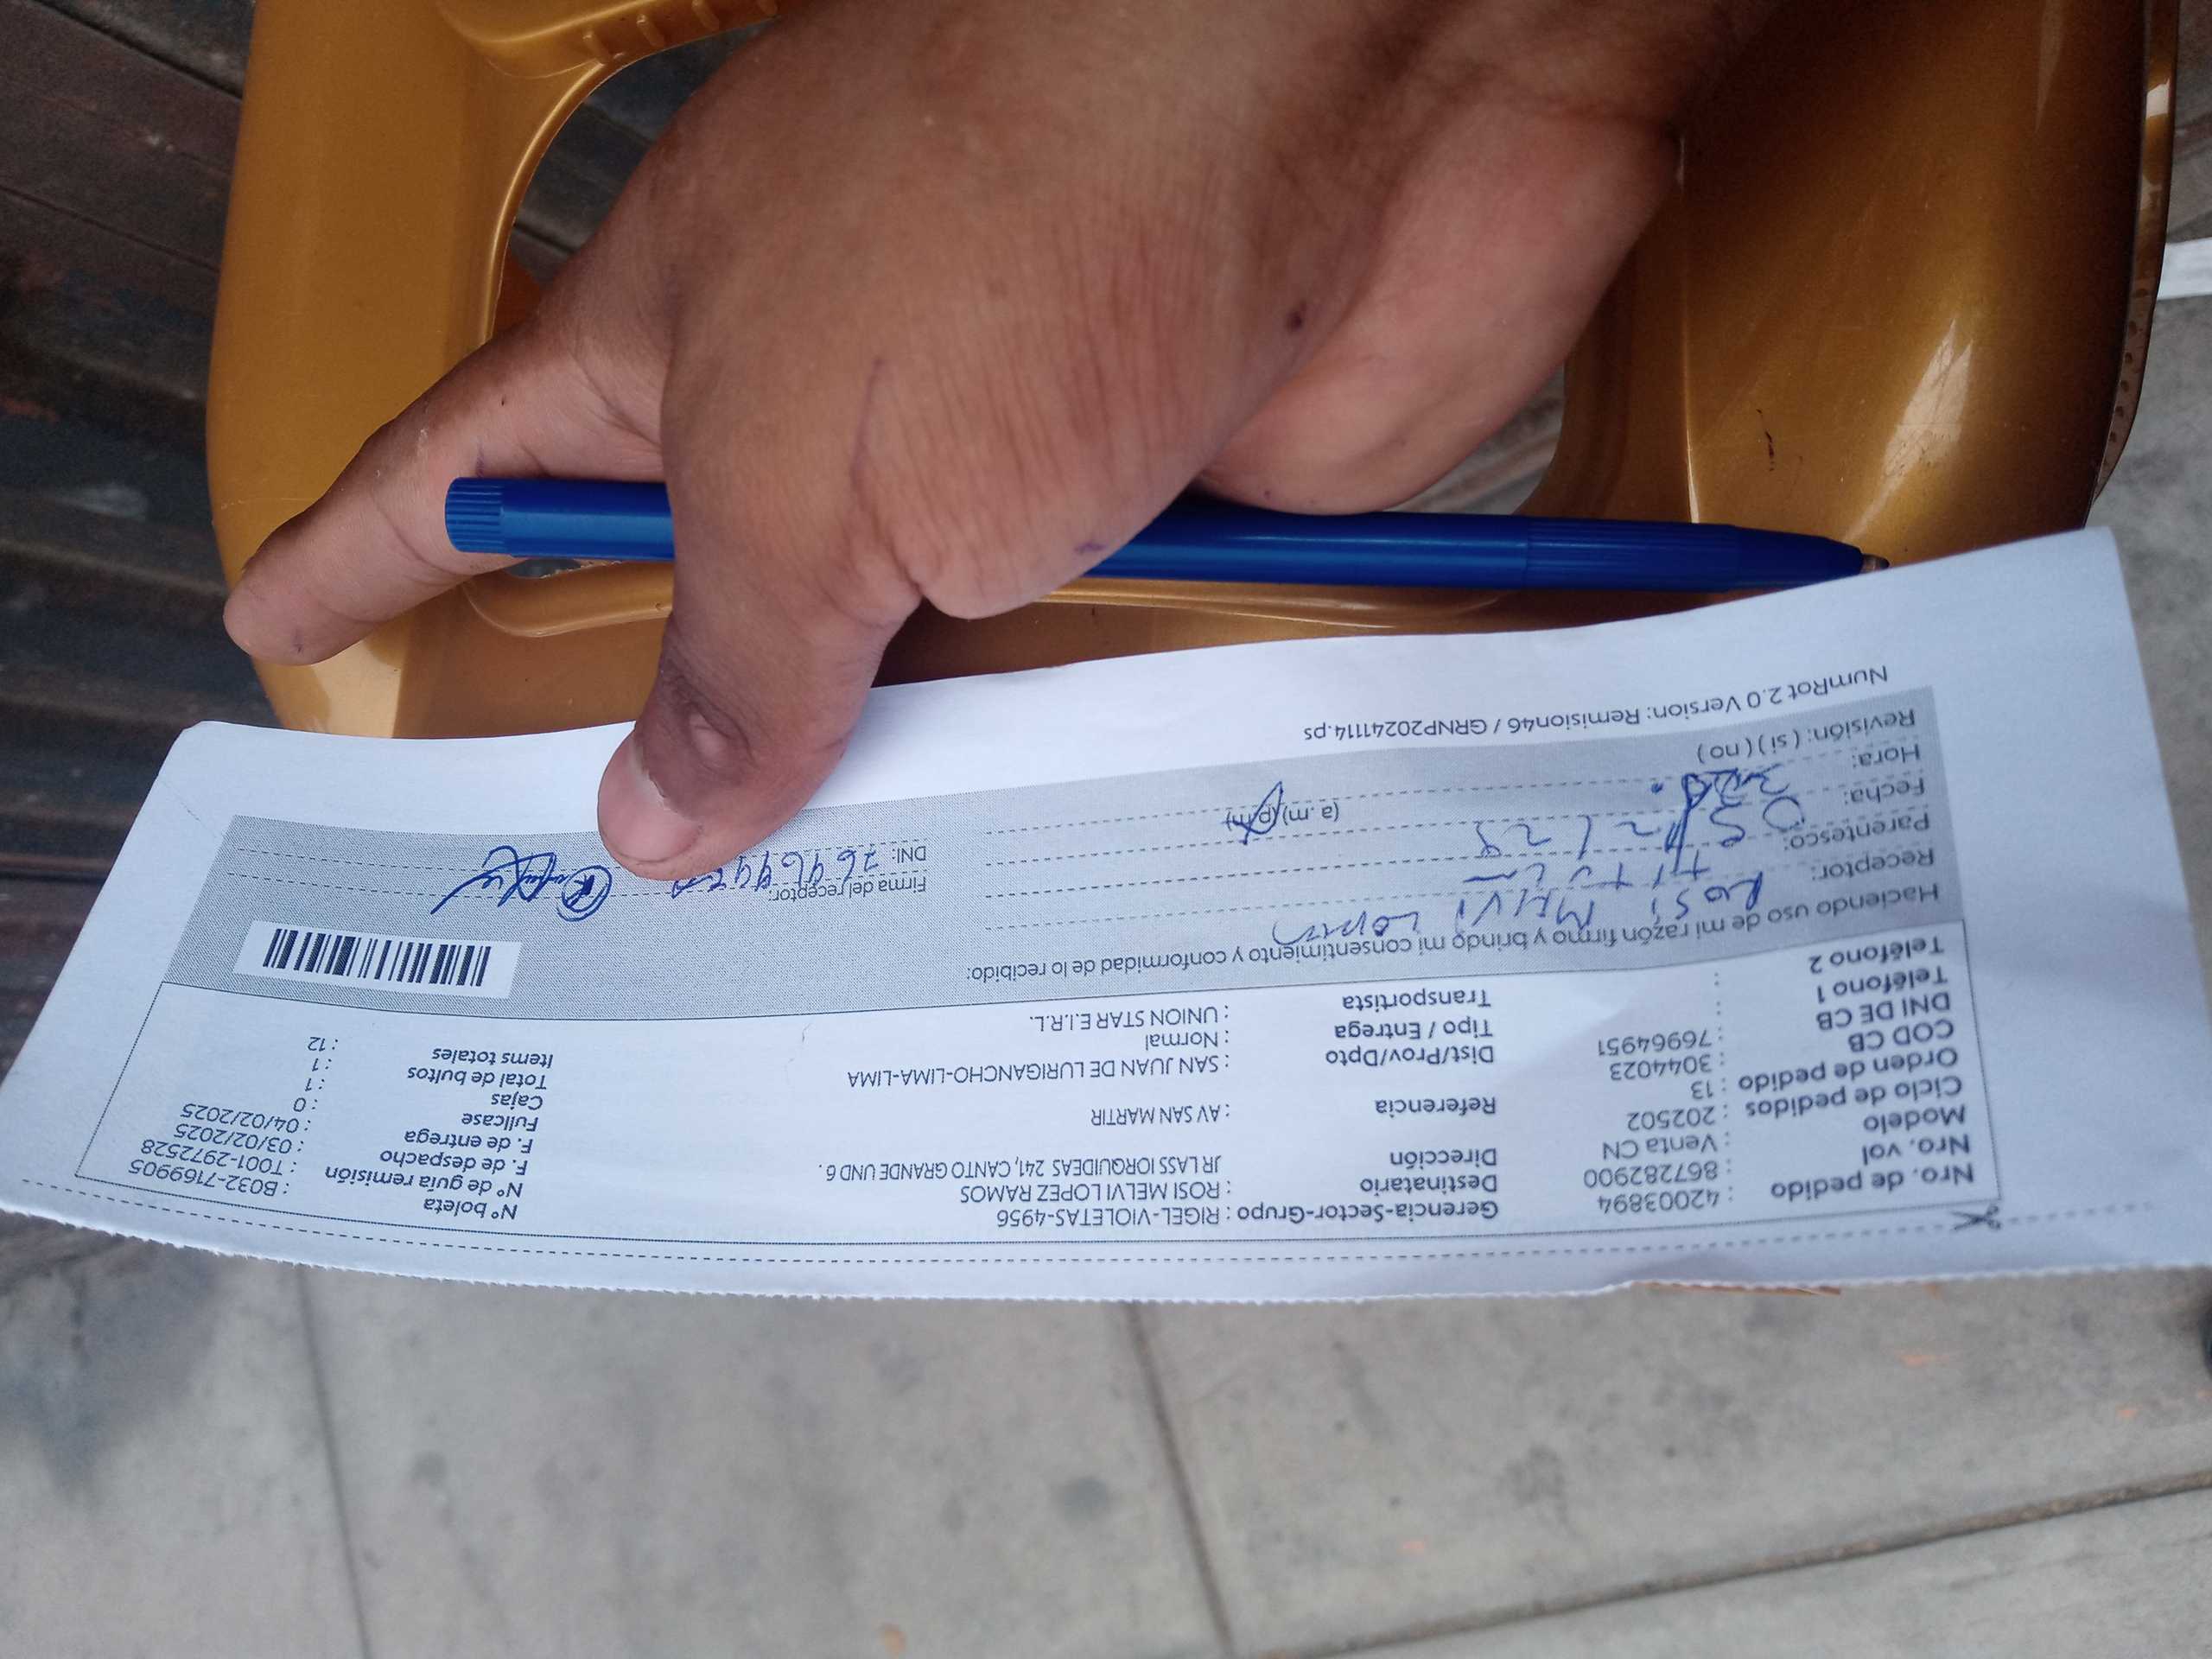 Nro. de pedido : 42003894
Nro. vol : 867282900
Modelo : Venta CN
Ciclo de pedidos : 202502
Orden de pedido : 13
COD CB : 3044023
DNI DE CB : 76964951
Teléfono 1 :
Teléfono 2 :
Gerencia-Sector-Grupo : RIGEL-VIOLETAS-4956
Destinatario : ROSI MELVI LOPEZ RAMOS
Dirección JR LASS IORQUIDEAS 241, CANTO GRANDE UND 6 .
Referencia : AV SAN MARTIR
Dist/Prov/Dpto : SAN JUAN DE LURIGANCHO-LIMA-LIMA
Tipo / Entrega : Normal
Transportista : UNION STAR E.I.R.L.
N° boleta : B032-7169905
N° de guía remisión : T001-2972528
F. de despacho : 03/02/2025
F. de entrega : 04/02/2025
Fullcase : 0
Cajas : 1
Total de bultos : 1
Items totales : 12
Haciendo uso de mi razón firmo y brindo mi consentimiento y conformidad de lo recibido:
Receptor: Rosi Melvi
Parentesco:
Fecha:
Hora: (a. m) (p.m)
Revisión: ( si ) ( no )
Firma del receptor:
DNI:
NumRot 2.0 Version: Remision46 / GRNP20241114.ps